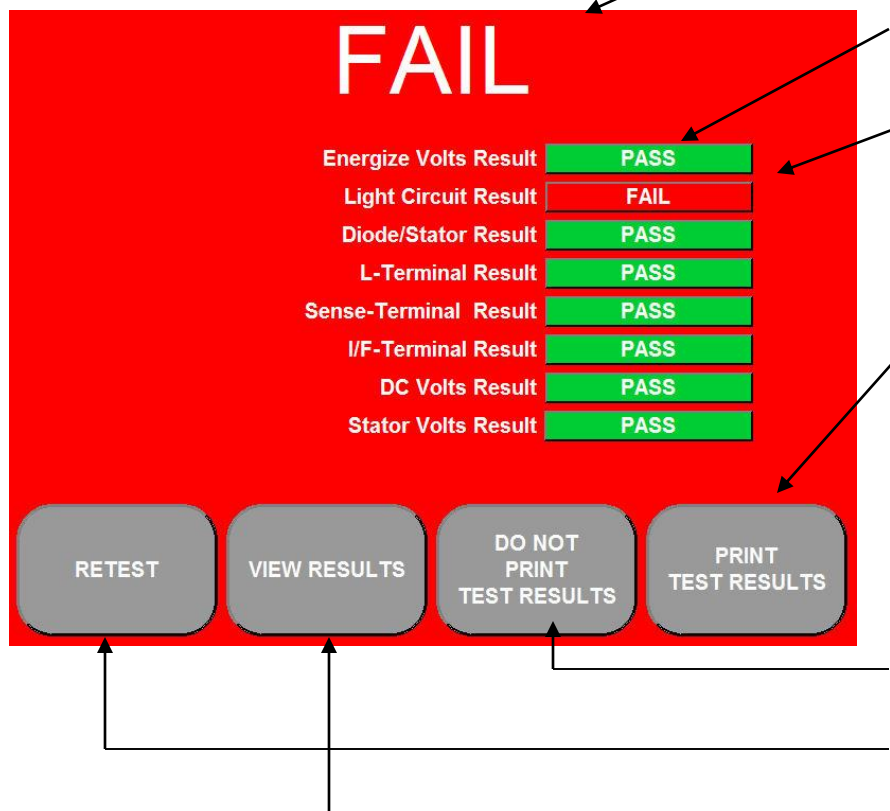 FAIL
Energize Volts Result PASS
Light Circuit Result FAIL
Diode/Stator Result PASS
L-Terminal Result PASS
Sense-Terminal Result PASS
I/F-Terminal Result PASS
DC Volts Result PASS
Stator Volts Result PASS
RETEST
VIEW RESULTS
DO NOT
PRINT
TEST RESULTS
PRINT
TEST RESULTS